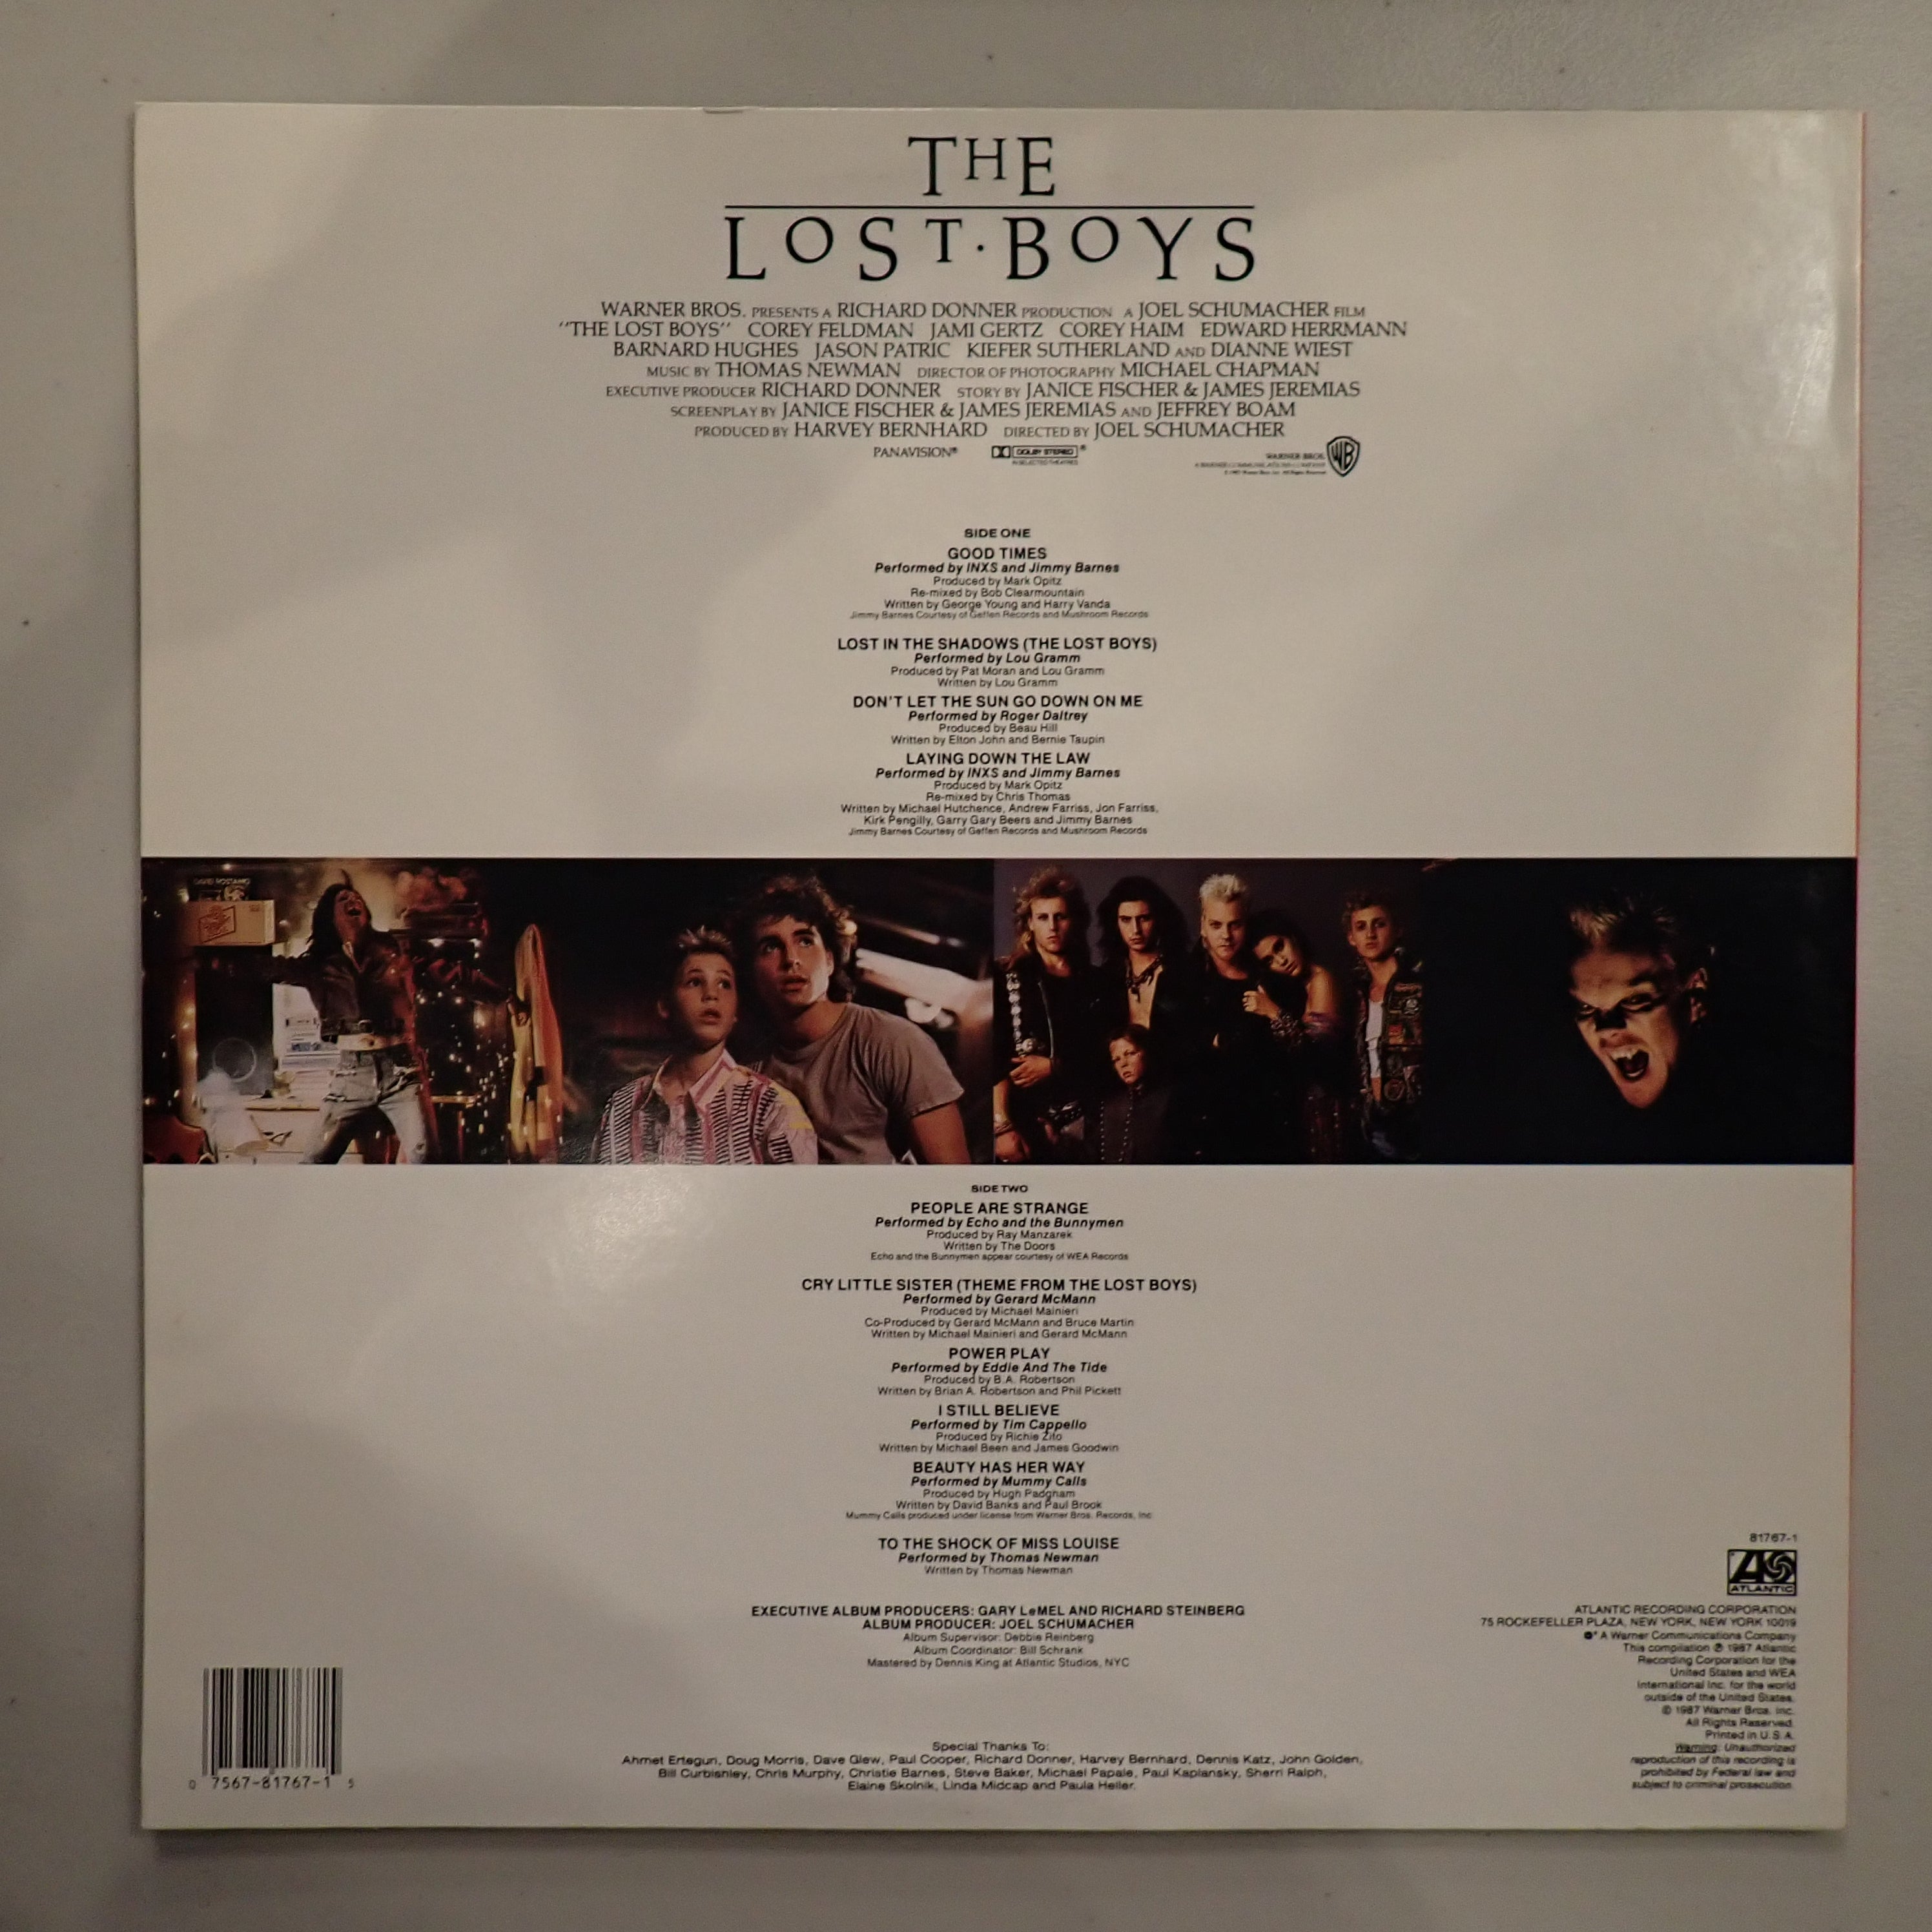 THE
LOST·BOYS
WARNER BROS. PRESENTS A RICHARD DONNER PRODUCTION A JOEL SCHUMACHER FILM
"THE LOST BOYS" COREY FELDMAN JAMI GERTZ COREY HAIM EDWARD HERRMANN
BARNARD HUGHES JASON PATRIC KIEFER SUTHERLAND AND DIANNE WIEST
MUSIC BY THOMAS NEWMAN DIRECTOR OF PHOTOGRAPHY MICHAEL CHAPMAN
EXECUTIVE PRODUCER RICHARD DONNER STORY BY JANICE FISCHER & JAMES JEREMIAS
SCREENPLAY BY JANICE FISCHER & JAMES JEREMIAS AND JEFFREY BOAM
PRODUCED BY HARVEY BERNHARD DIRECTED BY JOEL SCHUMACHER
PANAVISION® DOLBY STEREO ®
IN SELECTED THEATRES
WARNER BROS. WB
A WARNER COMMUNICATIONS COMPANY
© 1987 Warner Bros. Inc. All Rights Reserved
SIDE ONE
GOOD TIMES
Performed by INXS and Jimmy Barnes
Produced by Mark Opitz
Re-mixed by Bob Clearmountain
Written by George Young and Harry Vanda
Jimmy Barnes Courtesy of Geffen Records and Mushroom Records
LOST IN THE SHADOWS (THE LOST BOYS)
Performed by Lou Gramm
Produced by Pat Moran and Lou Gramm
Written by Lou Gramm
DON'T LET THE SUN GO DOWN ON ME
Performed by Roger Daltrey
Produced by Beau Hill
Written by Elton John and Bernie Taupin
LAYING DOWN THE LAW
Performed by INXS and Jimmy Barnes
Produced by Mark Opitz
Re-mixed by Chris Thomas
Written by Michael Hutchence, Andrew Farriss, Jon Farriss,
Kirk Pengilly, Garry Gary Beers and Jimmy Barnes
Jimmy Barnes Courtesy of Geffen Records and Mushroom Records
SIDE TWO
PEOPLE ARE STRANGE
Performed by Echo and the Bunnymen
Produced by Ray Manzarek
Written by The Doors
Echo and the Bunnymen appear courtesy of WEA Records
CRY LITTLE SISTER (THEME FROM THE LOST BOYS)
Performed by Gerard McMann
Produced by Michael Mainieri
Co-Produced by Gerard McMann and Bruce Martin
Written by Michael Mainieri and Gerard McMann
POWER PLAY
Performed by Eddie And The Tide
Produced by B.A. Robertson
Written by Brian A. Robertson and Phil Pickett
I STILL BELIEVE
Performed by Tim Cappello
Produced by Richie Zito
Written by Michael Been and James Goodwin
BEAUTY HAS HER WAY
Performed by Mummy Calls
Produced by Hugh Padgham
Written by David Banks and Paul Brook
Mummy Calls produced under license from Warner Bros. Records, Inc
TO THE SHOCK OF MISS LOUISE
Performed by Thomas Newman
Written by Thomas Newman
EXECUTIVE ALBUM PRODUCERS: GARY LeMEL AND RICHARD STEINBERG
ALBUM PRODUCER: JOEL SCHUMACHER
Album Supervisor: Debbie Reinberg
Album Coordinator: Bill Schrank
Mastered by Dennis King at Atlantic Studios, NYC
Special Thanks To:
Ahmet Ertegun, Doug Morris, Dave Glew, Paul Cooper, Richard Donner, Harvey Bernhard, Dennis Katz, John Golden,
Bill Curbishley, Chris Murphy, Christie Barnes, Steve Baker, Michael Papale, Paul Kaplansky, Sherri Ralph,
Elaine Skolnik, Linda Midcap and Paula Heller.
0 7567-81767-1 5
81767-1
ATLANTIC
ATLANTIC RECORDING CORPORATION
75 ROCKEFELLER PLAZA, NEW YORK, NEW YORK 10019
A Warner Communications Company
This compilation ℗ 1987 Atlantic
Recording Corporation for the
United States and WEA
International Inc. for the world
outside of the United States.
© 1987 Warner Bros. Inc.
All Rights Reserved.
Printed in U.S.A.
Warning: Unauthorized
reproduction of this recording is
prohibited by Federal law and
subject to criminal prosecution.